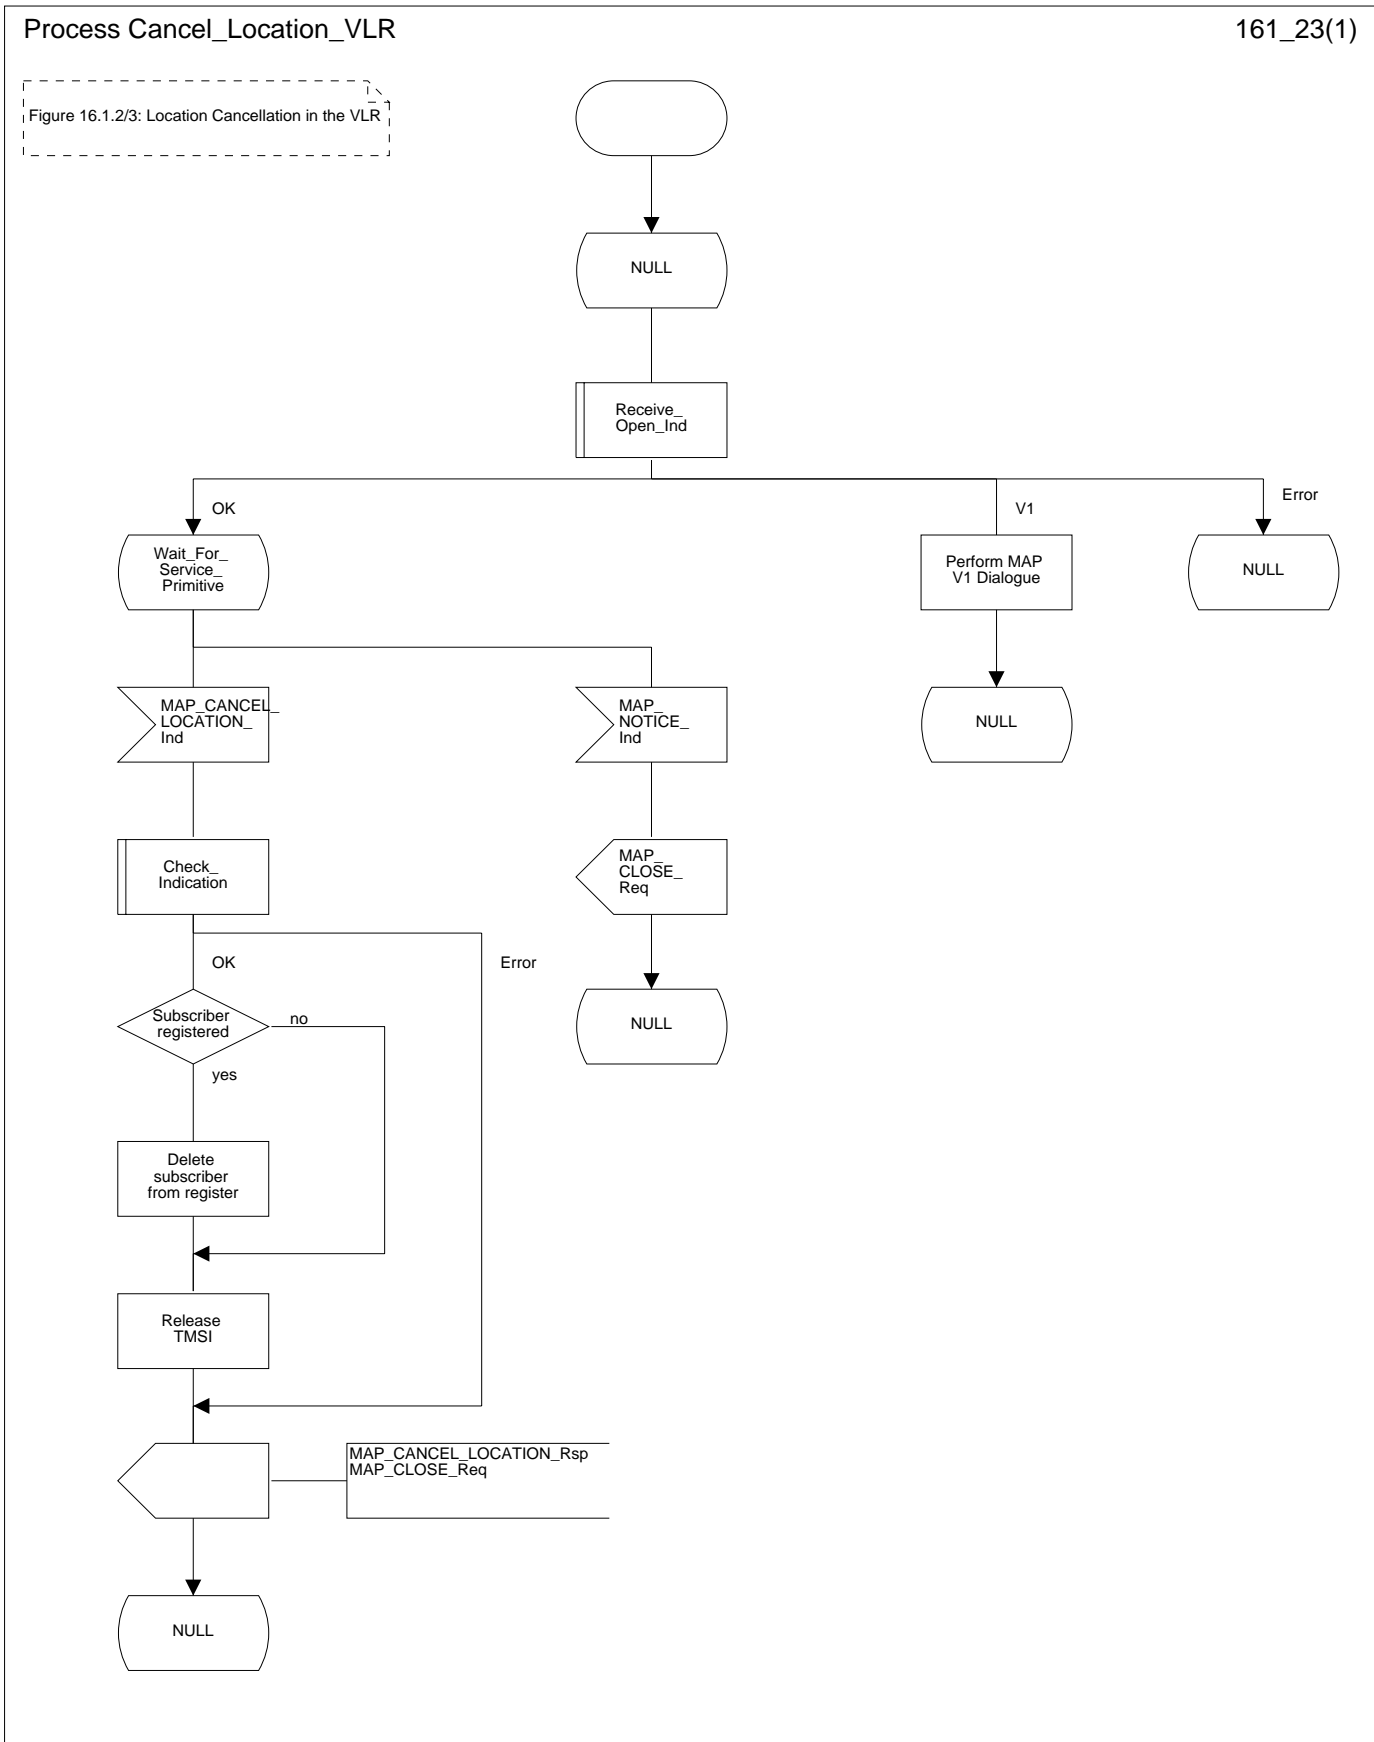 Process Cancel_Location_VLR
161_23(1)
Figure 16.1.2/3: Location Cancellation in the VLR
NULL
Receive_
Open_Ind
OK
V1
Error
Wait_For_
Service_
Primitive
Perform MAP
V1 Dialogue
NULL
MAP_CANCEL_
LOCATION_
Ind
MAP_
NOTICE_
Ind
NULL
Check_
Indication
MAP_
CLOSE_
Req
OK
Error
Subscriber
registered
no
yes
NULL
Delete
subscriber
from register
Release
TMSI
MAP_CANCEL_LOCATION_Rsp
MAP_CLOSE_Req
NULL